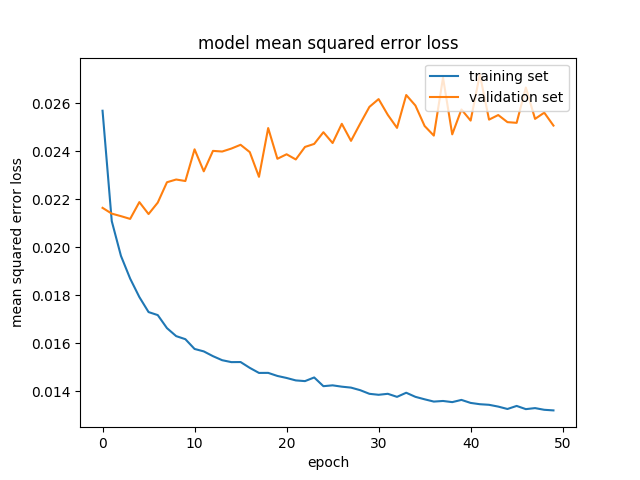 model mean squared error loss
training set
validation set
0.026
0.024
0.022
0.020
0.018
0.016
0.014
mean squared error loss
0 10 20 30 40 50
epoch